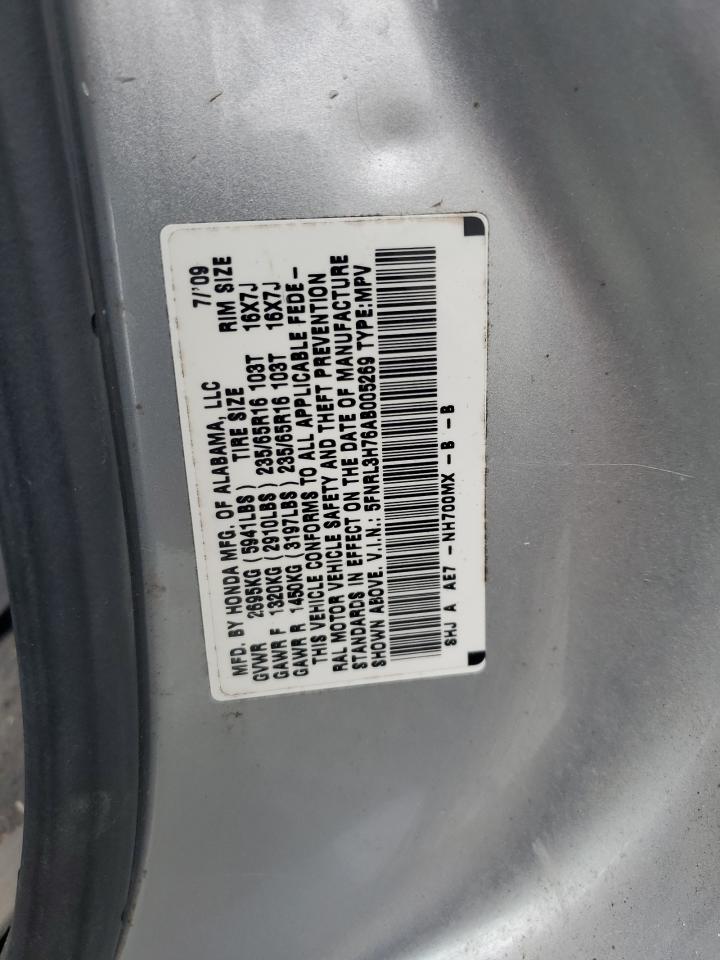 MFD. BY HONDA MFG. OF ALABAMA, LLC 7/'09
GVWR 2695KG (5941LBS) TIRE SIZE RIM SIZE
GAWR F 1320KG (2910LBS) 235/65R16 103T 16X7J
GAWR R 1450KG (3197LBS) 235/65R16 103T 16X7J
THIS VEHICLE CONFORMS TO ALL APPLICABLE FEDE-
RAL MOTOR VEHICLE SAFETY AND THEFT PREVENTION
STANDARDS IN EFFECT ON THE DATE OF MANUFACTURE
SHOWN ABOVE. V.I.N.: 5FNRL3H76AB005269 TYPE:MPV
SHJ A AE7 -NH700MX - B - B